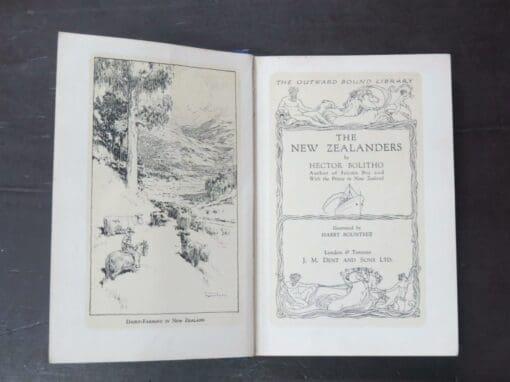 DAIRY-FARMING IN NEW ZEALAND
THE OUTWARD BOUND LIBRARY
THE
NEW ZEALANDERS
by
HECTOR BOLITHO
Author of Solemn Boy and
With the Prince in New Zealand
Illustrated by
HARRY ROUNTREE
London & Toronto
J. M. DENT AND SONS LTD.